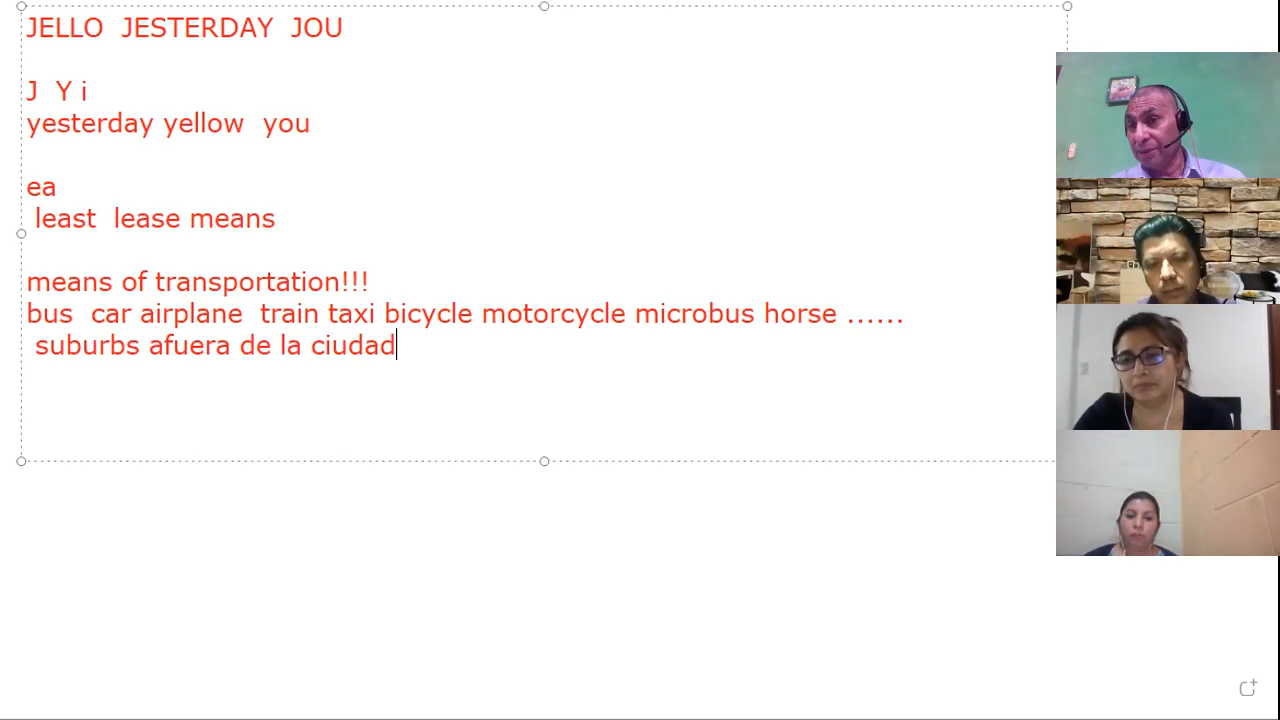 JELLO  JESTERDAY  JOU
J  Y i
yesterday yellow  you
ea
least  lease means
means of transportation!!!
bus  car airplane  train taxi bicycle motorcycle microbus horse ......
suburbs afuera de la ciudad